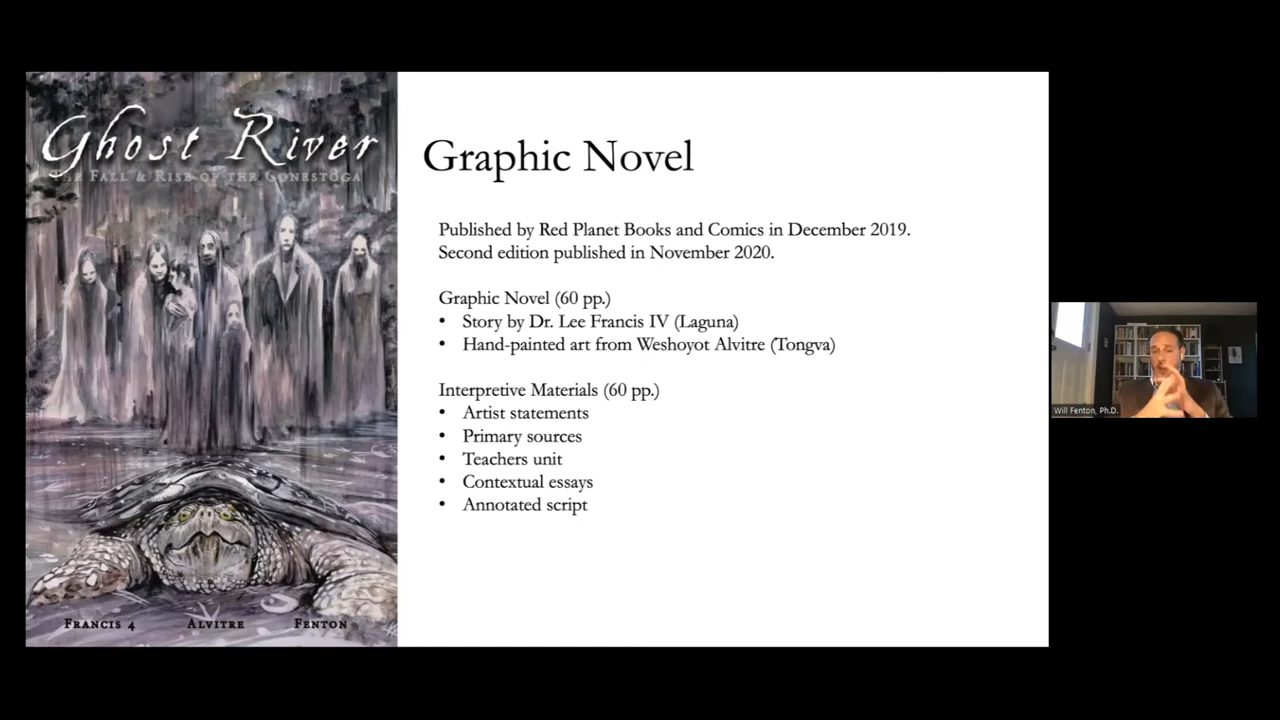 Ghost River
THE FALL & RISE OF THE CONESTOGA
FRANCIS 4 ALVITRE FENTON
Graphic Novel
Published by Red Planet Books and Comics in December 2019.
Second edition published in November 2020.
Graphic Novel (60 pp.)
• Story by Dr. Lee Francis IV (Laguna)
• Hand-painted art from Weshoyot Alvitre (Tongva)
Interpretive Materials (60 pp.)
• Artist statements
• Primary sources
• Teachers unit
• Contextual essays
• Annotated script
Will Fenton, Ph.D.